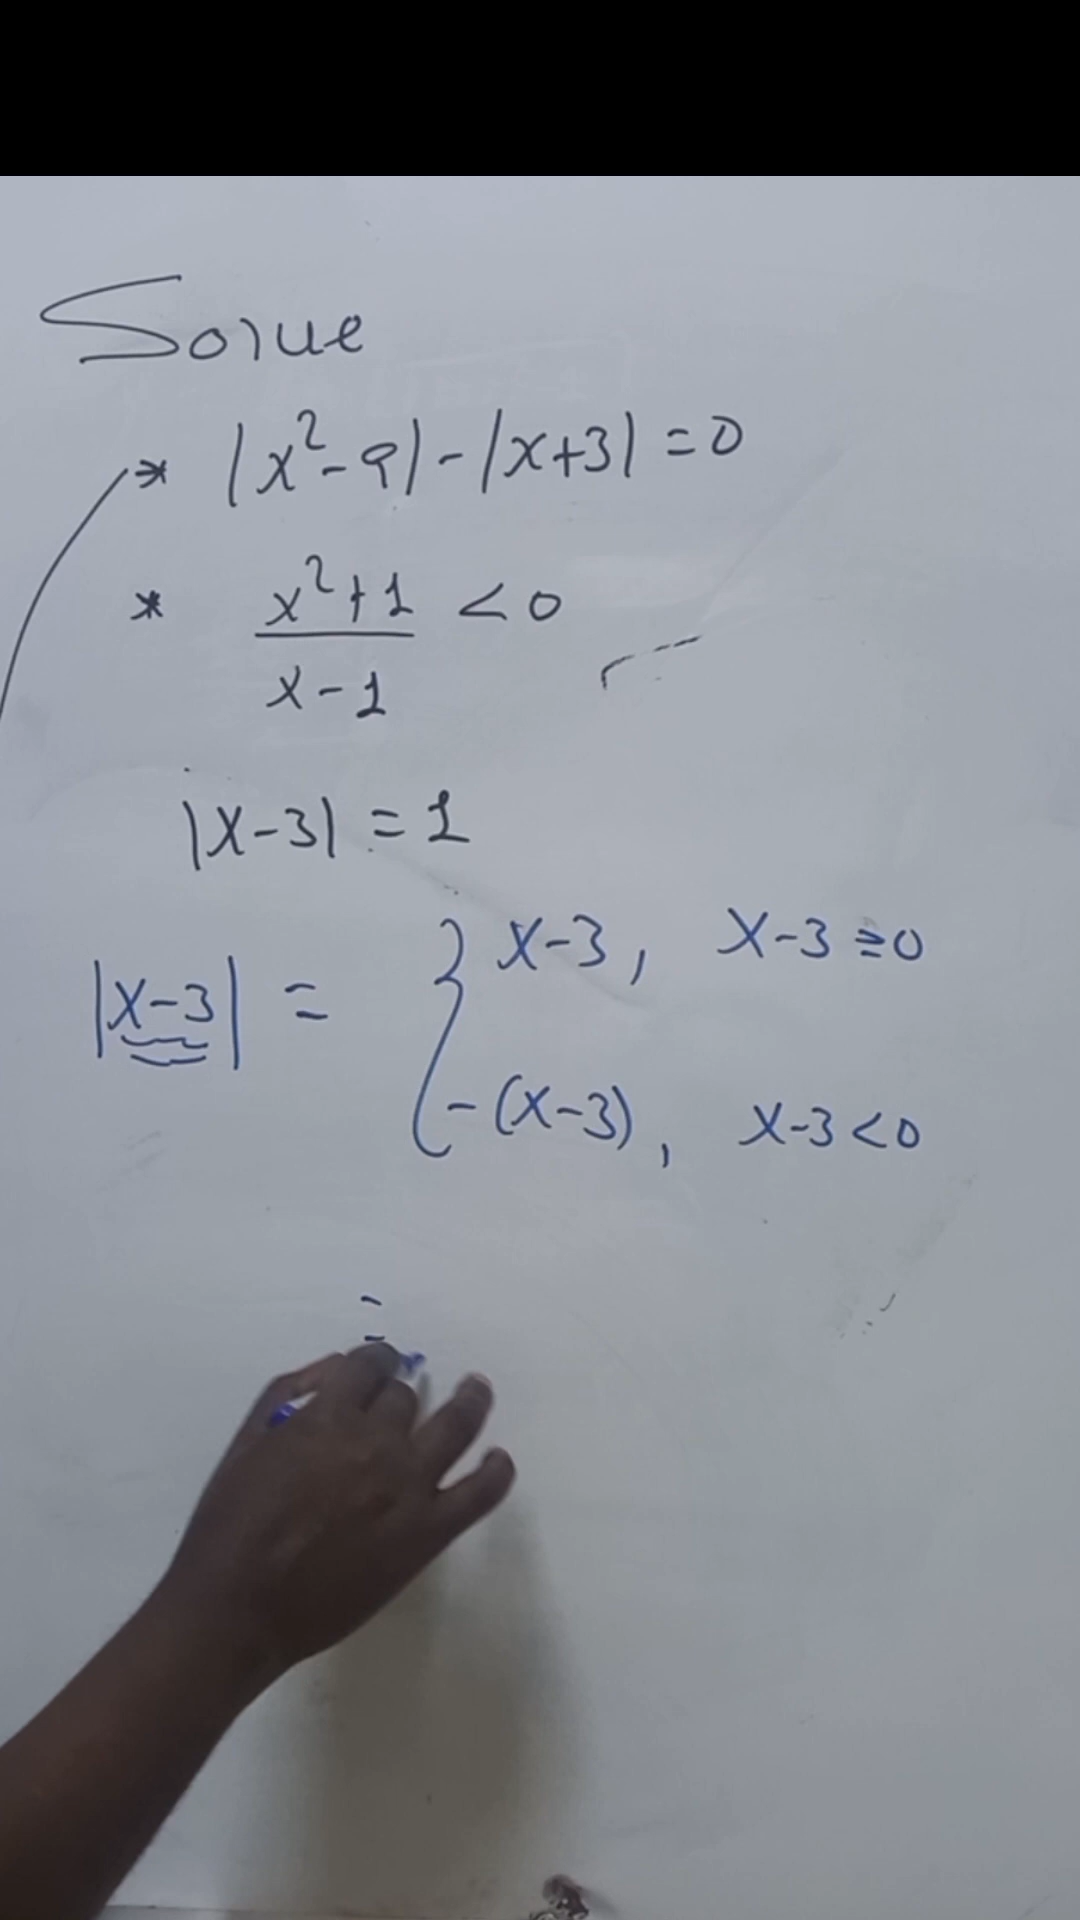 Solve
* |x²-9|-|x+3|=0
* x²+1 < 0
x-1
|x-3| = 1
|x-3| = { x-3, x-3≥0
-(x-3), x-3<0
=